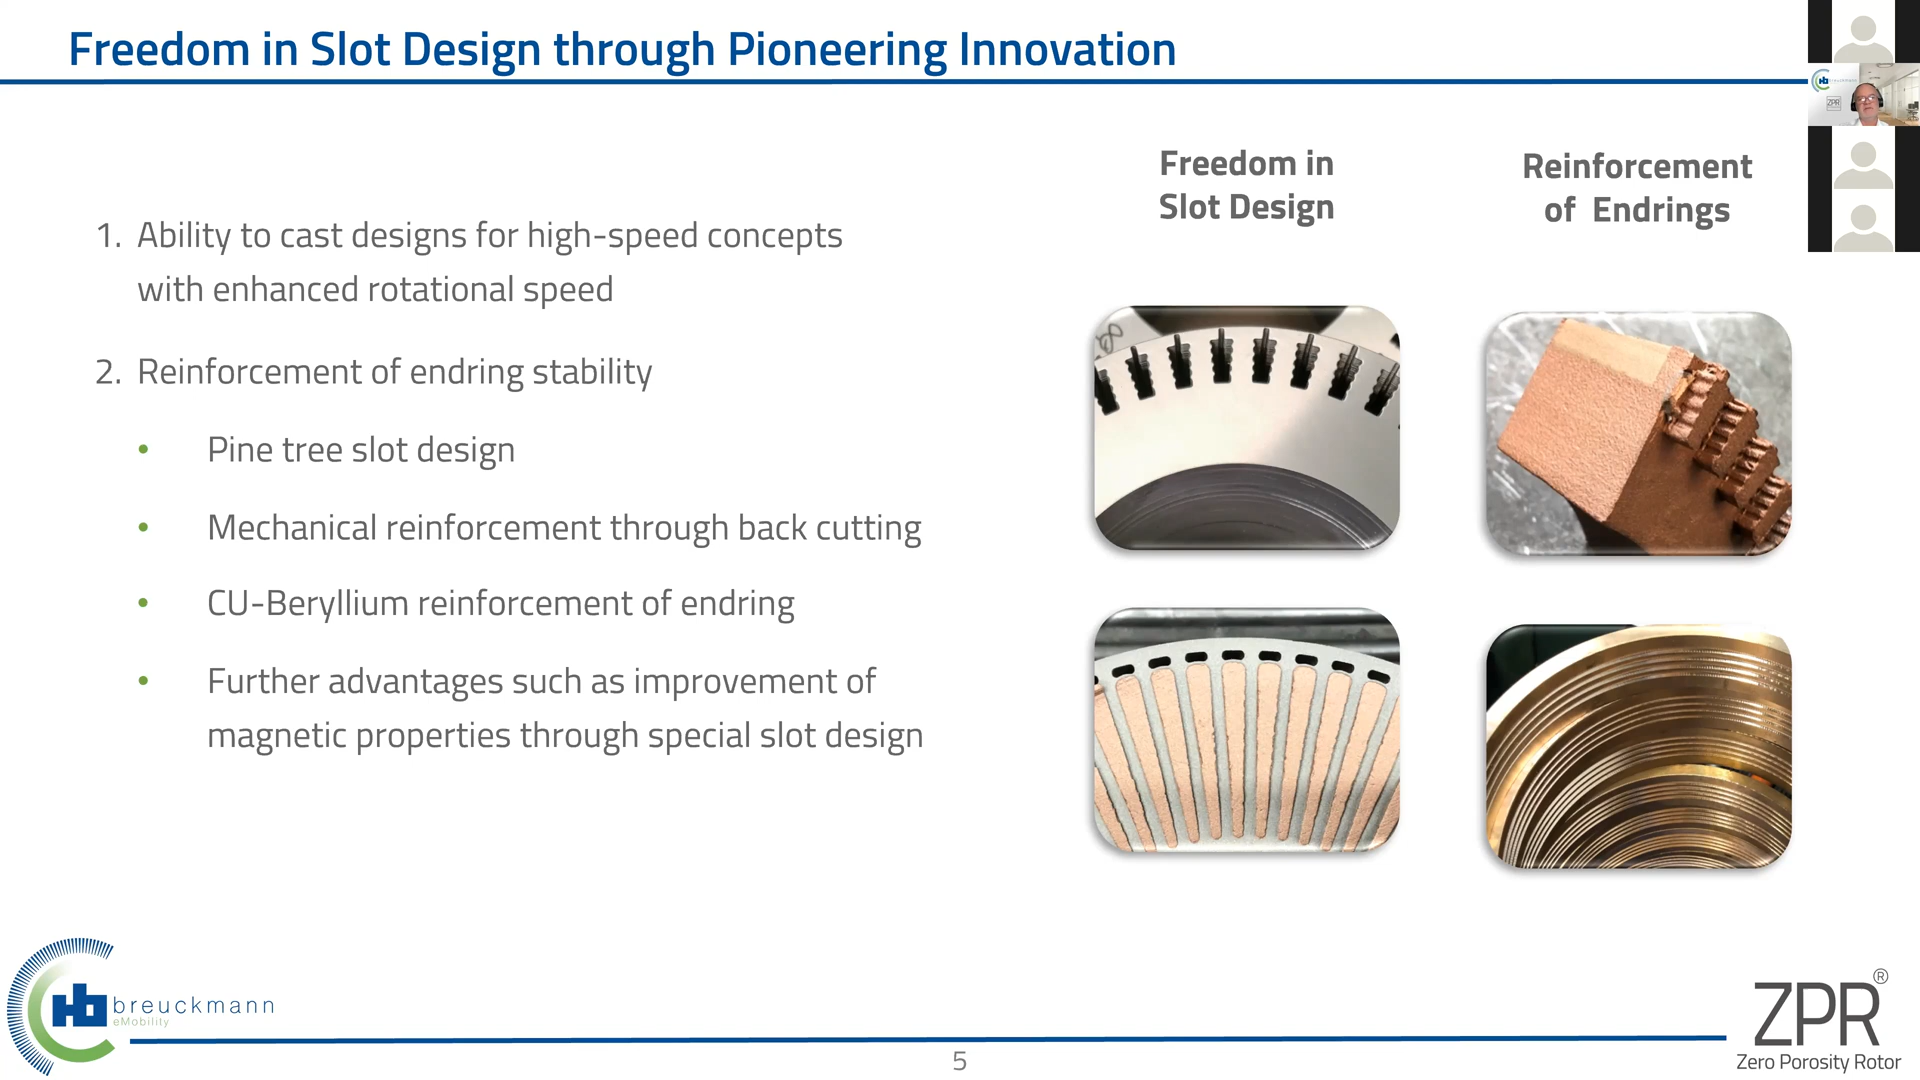 Freedom in Slot Design through Pioneering Innovation
1. Ability to cast designs for high-speed concepts
with enhanced rotational speed
2. Reinforcement of endring stability
• Pine tree slot design
• Mechanical reinforcement through back cutting
• CU-Beryllium reinforcement of endring
• Further advantages such as improvement of
magnetic properties through special slot design
Freedom in
Slot Design
Reinforcement
of Endrings
ZPR
breuckmann
eMobility
5
ZPR®
Zero Porosity Rotor